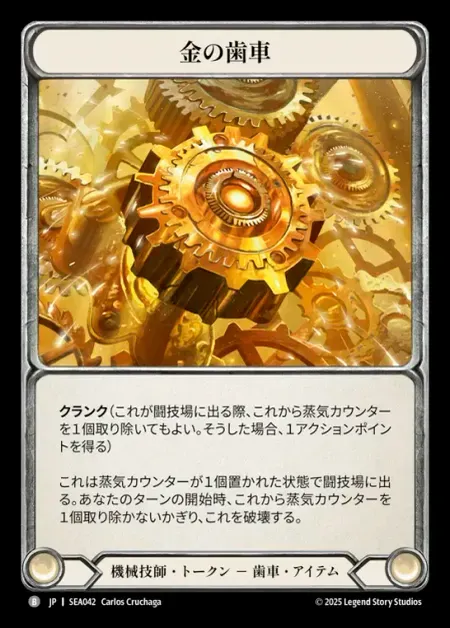 金の歯車
クランク(これが闘技場に出る際、これから蒸気カウンター
を1個取り除いてもよい。そうした場合、1アクションポイン
トを得る)
これは蒸気カウンターが1個置かれた状態で闘技場に出
る。あなたのターンの開始時、これから蒸気カウンターを
1個取り除かないかぎり、これを破壊する。
機械技師・トークン − 歯車・アイテム
B JP | SEA042 Carlos Cruchaga © 2025 Legend Story Studios